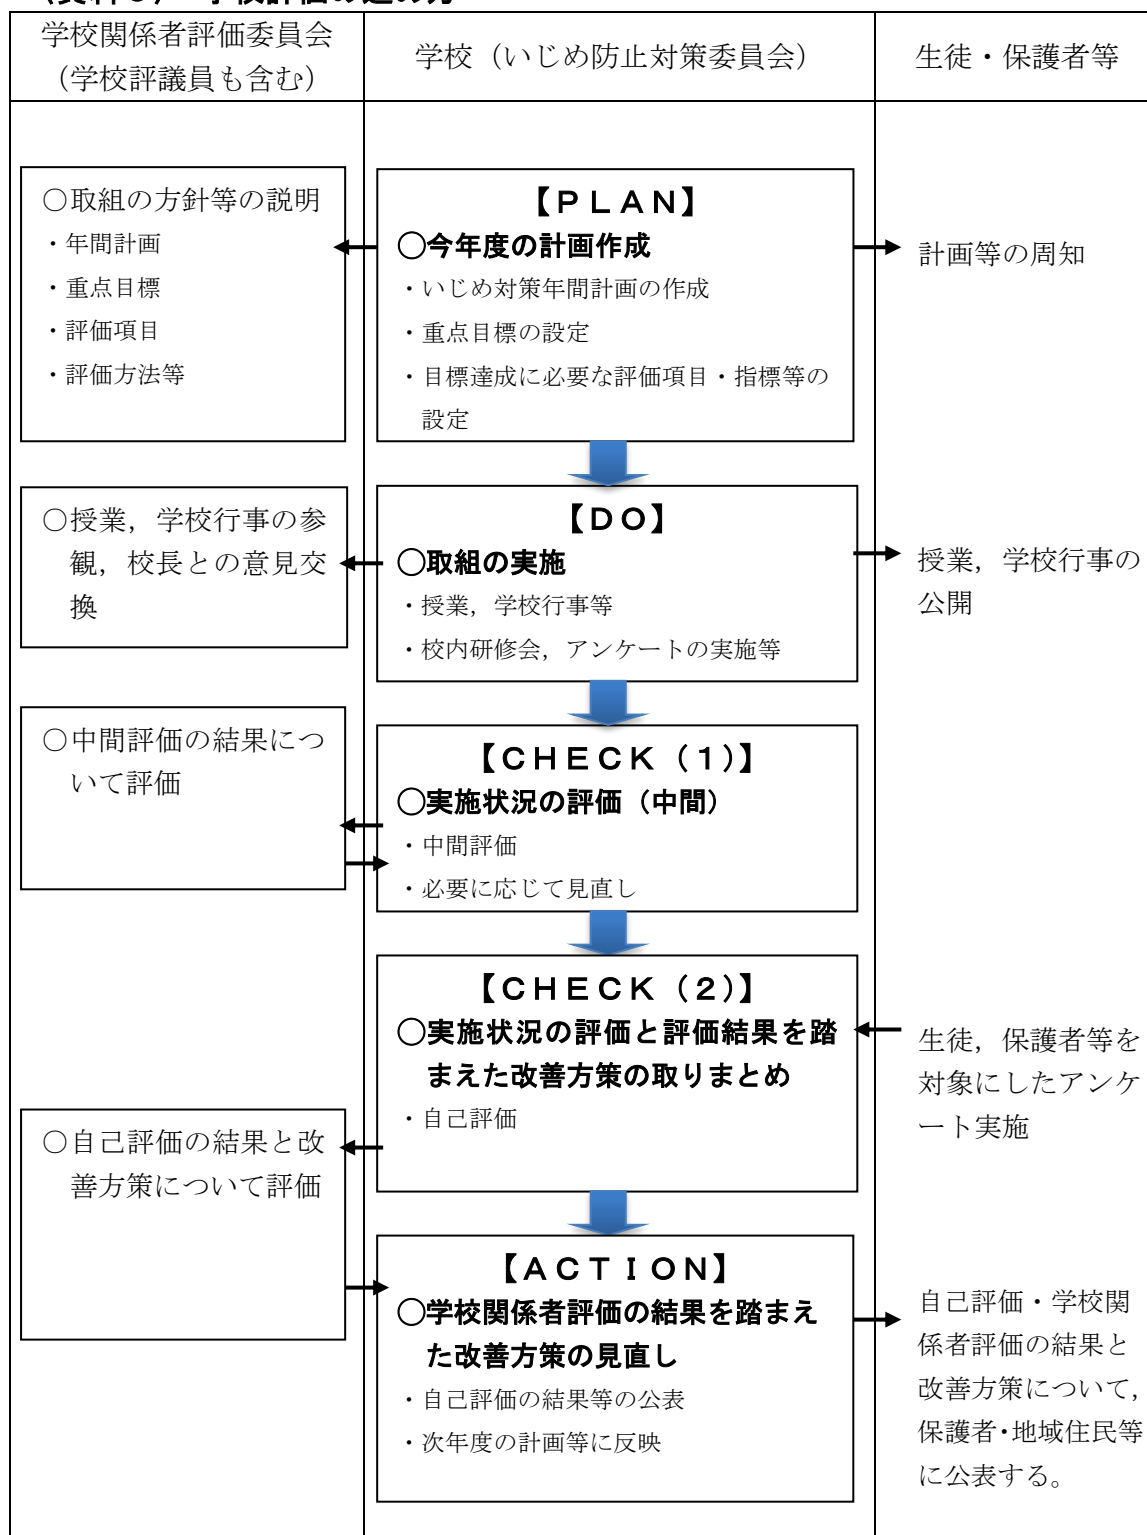 学校評価の進め方
学校関係者評価委員会
（学校評議員も含む）
学校（いじめ防止対策委員会）
生徒・保護者等
○取組の方針等の説明
・年間計画
・重点目標
・評価項目
・評価方法等
【ＰＬＡＮ】
○今年度の計画作成
・いじめ対策年間計画の作成
・重点目標の設定
・目標達成に必要な評価項目・指標等の
設定
計画等の周知
○授業，学校行事の参
観，校長との意見交
換
【ＤＯ】
○取組の実施
・授業，学校行事等
・校内研修会，アンケートの実施等
授業，学校行事の
公開
○中間評価の結果につ
いて評価
【ＣＨＥＣＫ（１）】
○実施状況の評価（中間）
・中間評価
・必要に応じて見直し
【ＣＨＥＣＫ（２）】
○実施状況の評価と評価結果を踏
まえた改善方策の取りまとめ
・自己評価
生徒，保護者等を
対象にしたアンケ
ート実施
○自己評価の結果と改
善方策について評価
【ＡＣＴＩＯＮ】
○学校関係者評価の結果を踏まえ
た改善方策の見直し
・自己評価の結果等の公表
・次年度の計画等に反映
自己評価・学校関
係者評価の結果と
改善方策について，
保護者・地域住民等
に公表する。